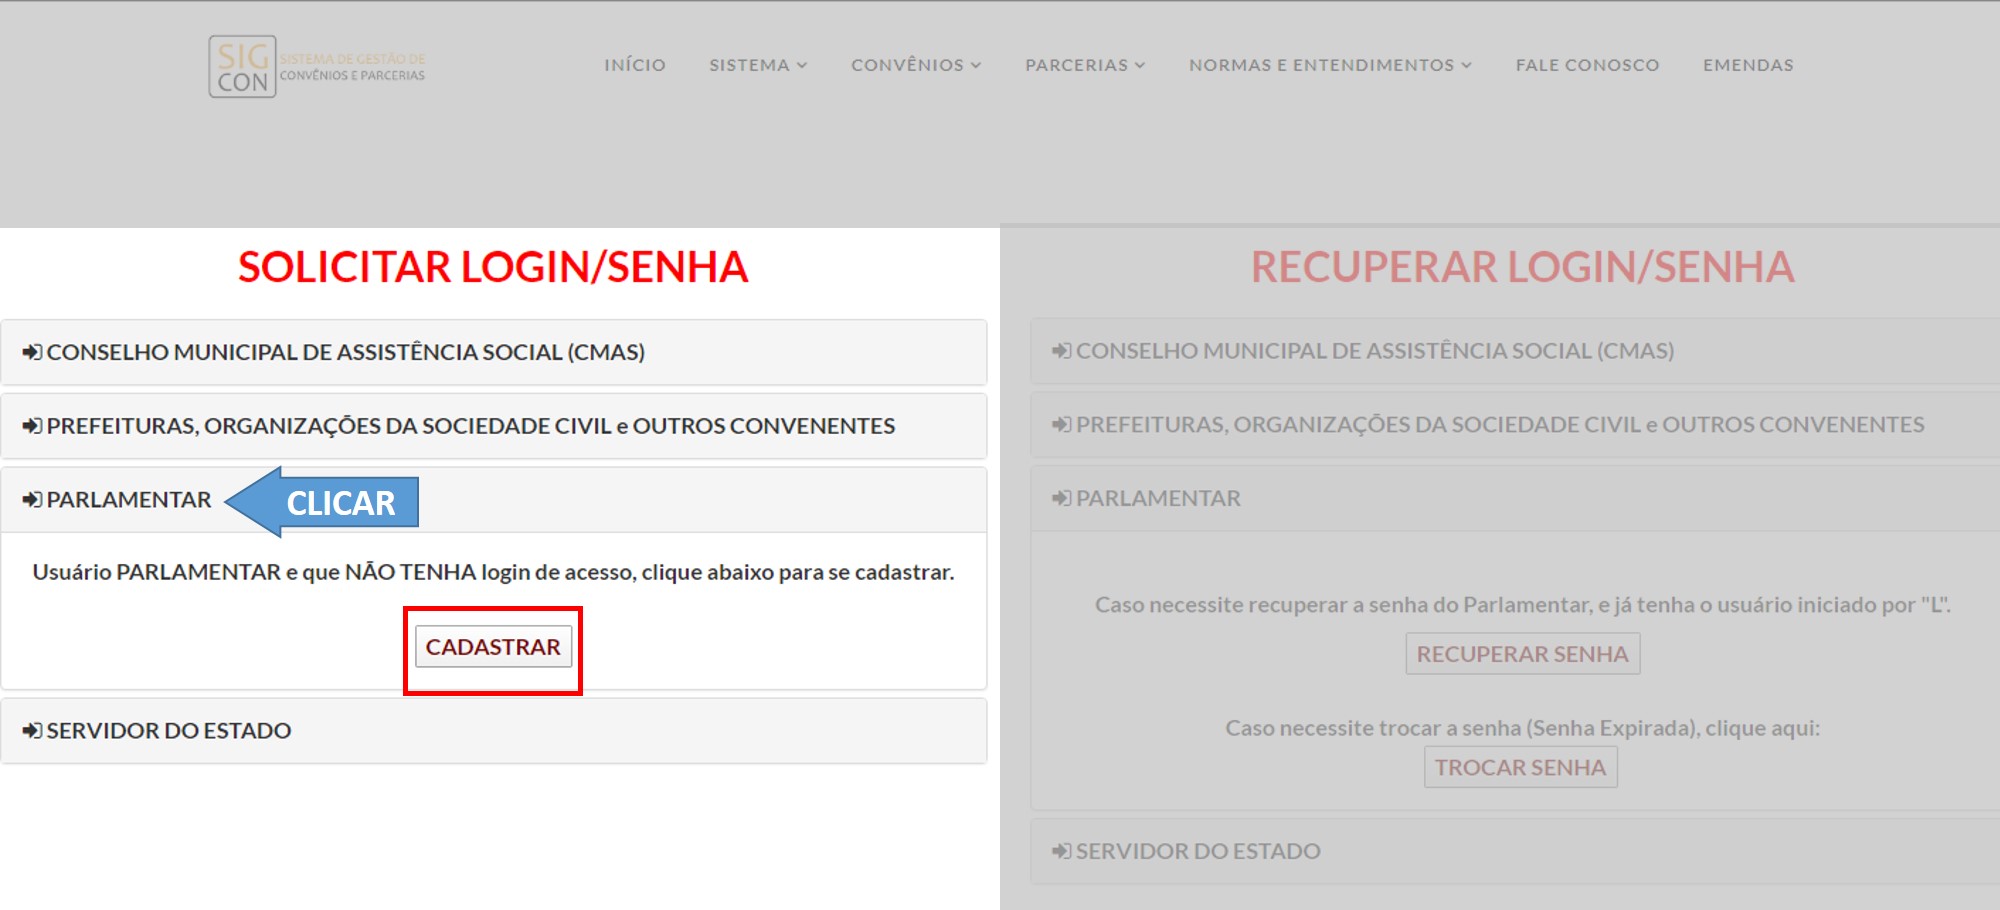 SIG
CON
SISTEMA DE GESTÃO DE
CONVÊNIOS E PARCERIAS
INÍCIO SISTEMA CONVÊNIOS PARCERIAS NORMAS E ENTENDIMENTOS FALE CONOSCO EMENDAS
SOLICITAR LOGIN/SENHA
CONSELHO MUNICIPAL DE ASSISTÊNCIA SOCIAL (CMAS)
PREFEITURAS, ORGANIZAÇÕES DA SOCIEDADE CIVIL e OUTROS CONVENENTES
PARLAMENTAR
CLICAR
Usuário PARLAMENTAR e que NÃO TENHA login de acesso, clique abaixo para se cadastrar.
CADASTRAR
SERVIDOR DO ESTADO
RECUPERAR LOGIN/SENHA
CONSELHO MUNICIPAL DE ASSISTÊNCIA SOCIAL (CMAS)
PREFEITURAS, ORGANIZAÇÕES DA SOCIEDADE CIVIL e OUTROS CONVENENTES
PARLAMENTAR
Caso necessite recuperar a senha do Parlamentar, e já tenha o usuário iniciado por "L".
RECUPERAR SENHA
Caso necessite trocar a senha (Senha Expirada), clique aqui:
TROCAR SENHA
SERVIDOR DO ESTADO